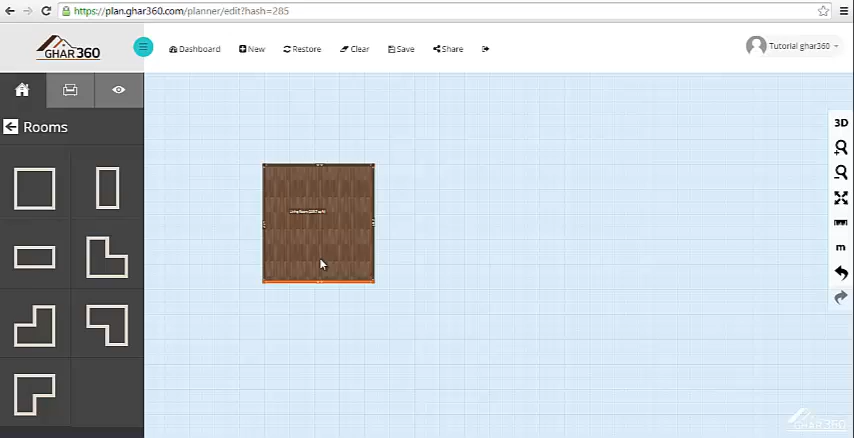 https://plan.ghar360.com/planner/edit?hash=285
GHAR360
Dashboard
New
Restore
Clear
Save
Share
Tutorial ghar360
Rooms
3D
m
GHAR360